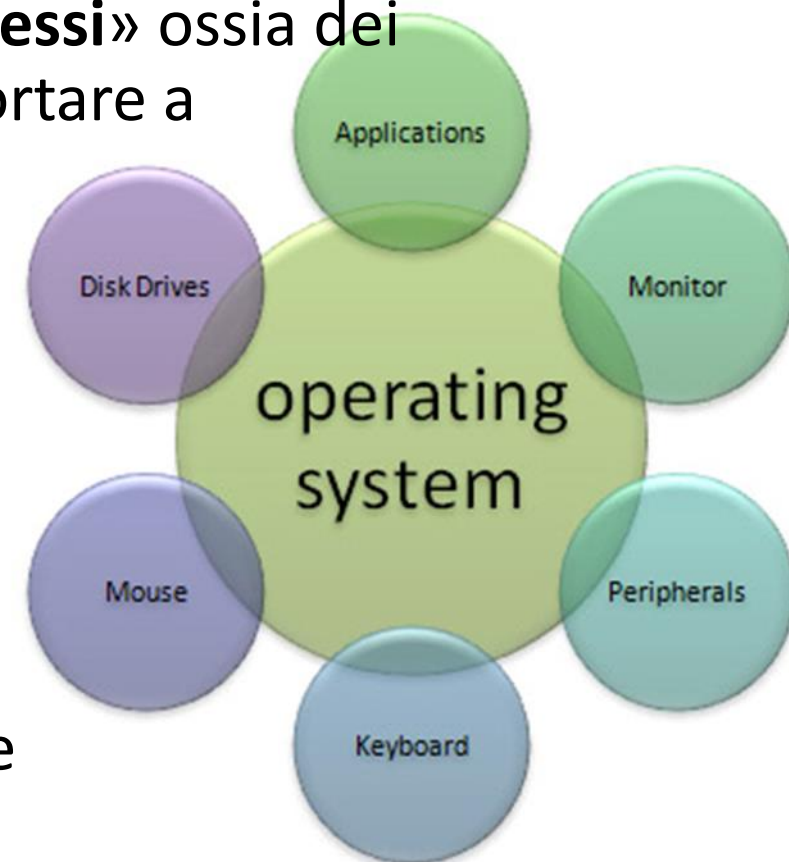 essi» ossia dei
ortare a
Applications
Disk Drives
Monitor
operating
system
Mouse
Peripherals
Keyboard
e